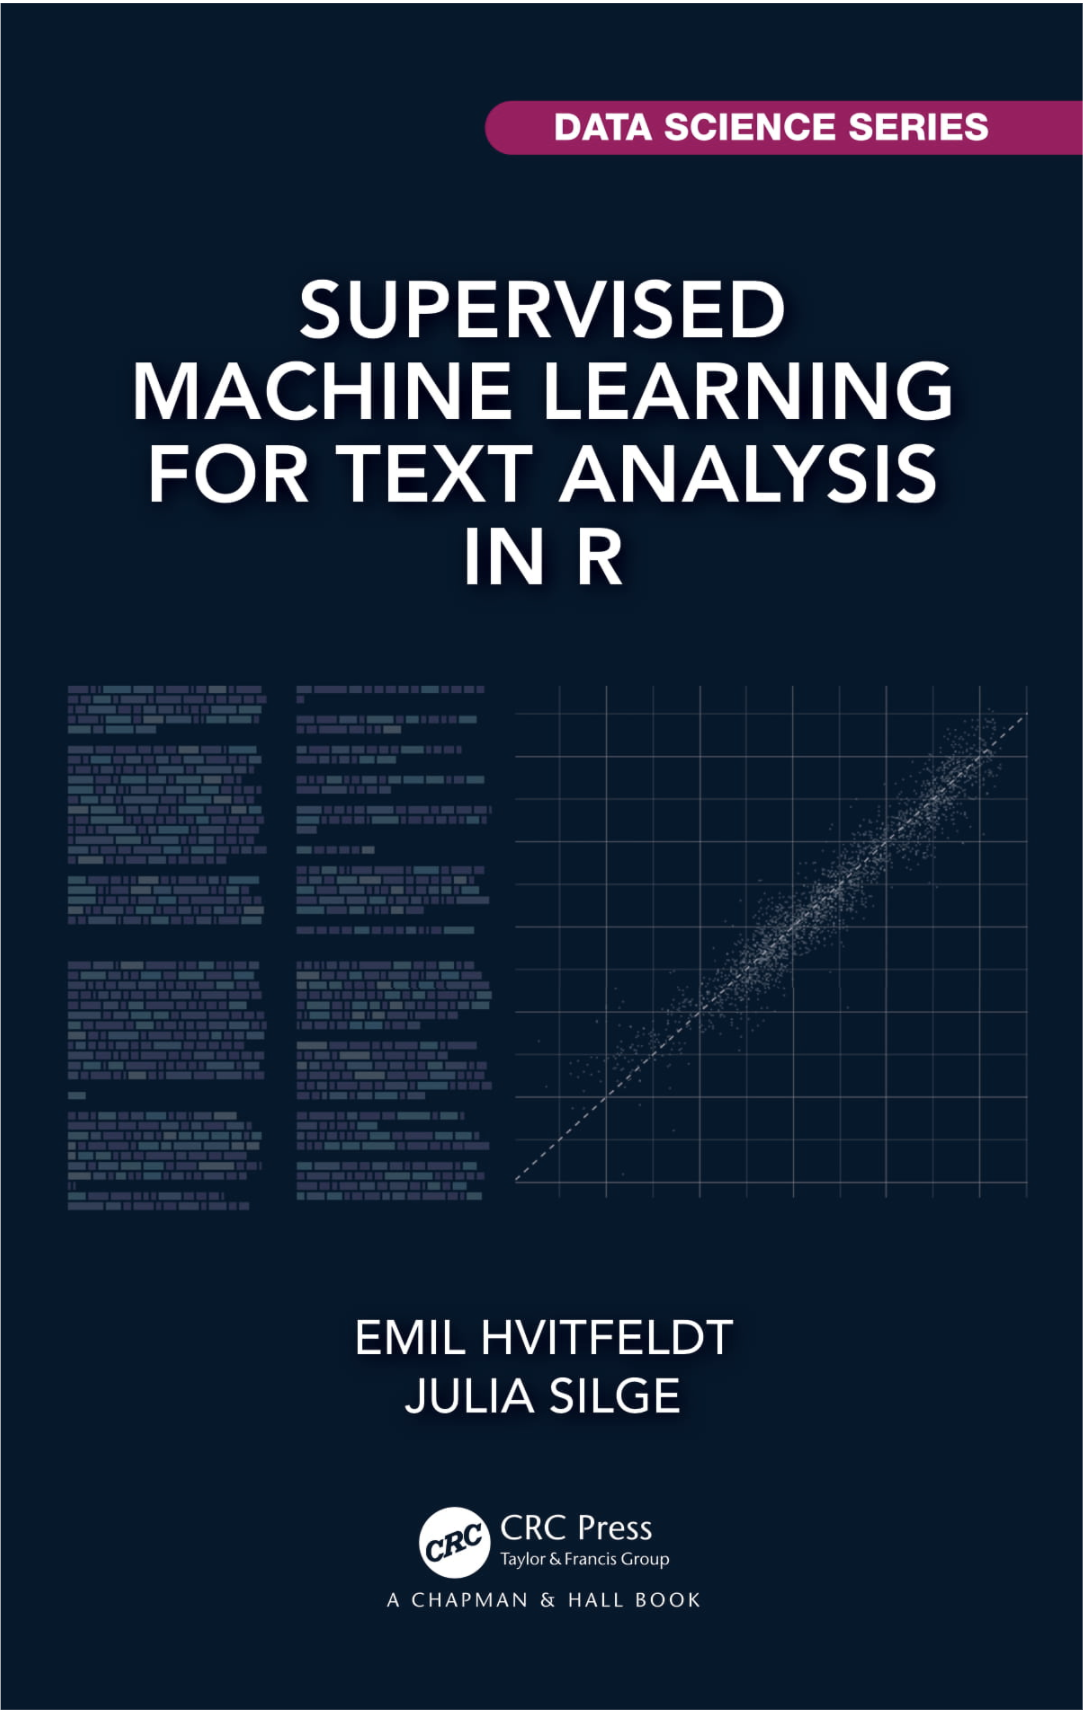 DATA SCIENCE SERIES
SUPERVISED
MACHINE LEARNING
FOR TEXT ANALYSIS
IN R
EMIL HVITFELDT
JULIA SILGE
CRC
CRC Press
Taylor & Francis Group
A CHAPMAN & HALL BOOK